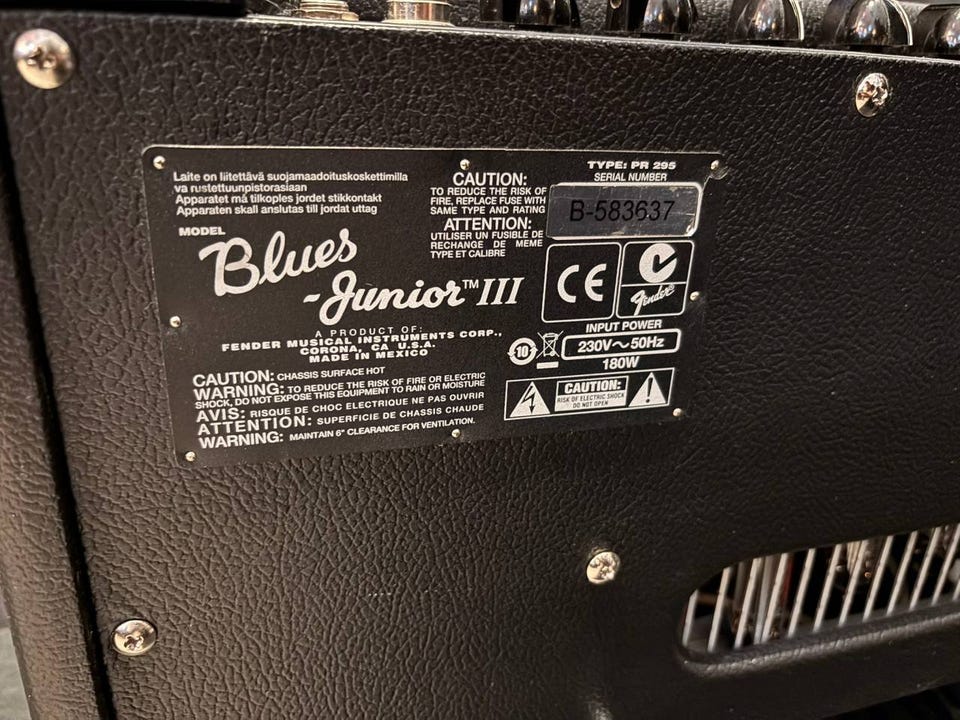 Laite on liitettävä suojamaadoituskoskettimilla
va rustettuunpistorasiaan
Apparatet må tilkoples jordet stikkontakt
Apparaten skall anslutas till jordat uttag
CAUTION:
TO REDUCE THE RISK OF
FIRE, REPLACE FUSE WITH
SAME TYPE AND RATING
ATTENTION:
UTILISER UN FUSIBLE DE
RECHANGE DE MEME
TYPE ET CALIBRE
TYPE: PR 295
SERIAL NUMBER
B-583637
MODEL
Blues
Junior™ III
CE
Fender
A PRODUCT OF:
FENDER MUSICAL INSTRUMENTS CORP.,
CORONA, CA U.S.A.
MADE IN MEXICO
INPUT POWER
10
230V~50Hz
180W
CAUTION: CHASSIS SURFACE HOT
WARNING: TO REDUCE THE RISK OF FIRE OR ELECTRIC
SHOCK, DO NOT EXPOSE THIS EQUIPMENT TO RAIN OR MOISTURE
AVIS: RISQUE DE CHOC ELECTRIQUE NE PAS OUVRIR
ATTENTION: SUPERFICIE DE CHASSIS CHAUDE
WARNING: MAINTAIN 6" CLEARANCE FOR VENTILATION.
CAUTION:
RISK OF ELECTRIC SHOCK
DO NOT OPEN